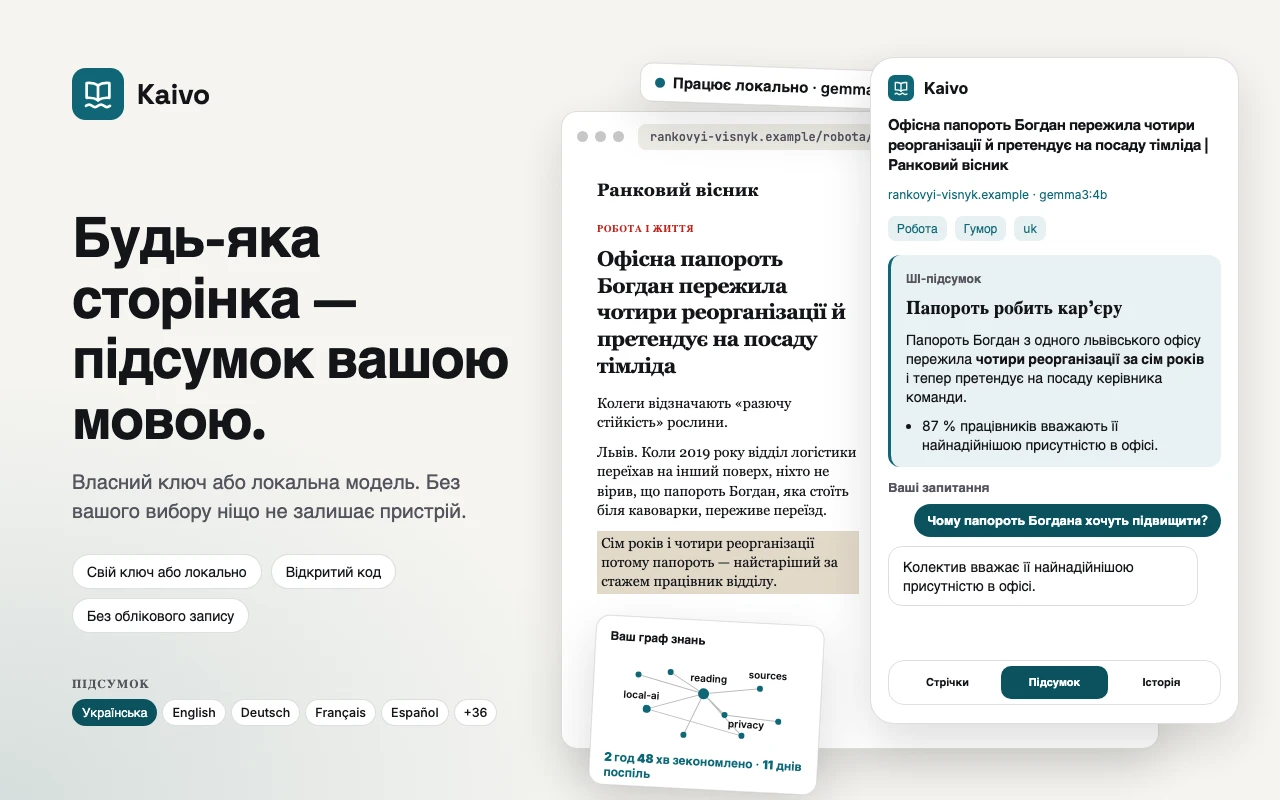 Kaivo
Будь-яка
сторінка —
підсумок вашою
мовою.
Власний ключ або локальна модель. Без
вашого вибору ніщо не залишає пристрій.
Свій ключ або локально
Відкритий код
Без облікового запису
ПІДСУМОК
Українська
English
Deutsch
Français
Español
+36
Працює локально · gemma
rankovyi-visnyk.example/robota/
Ранковий вісник
РОБОТА І ЖИТТЯ
Офісна папороть
Богдан пережила
чотири реорганізації й
претендує на посаду
тімліда
Колеги відзначають «разючу
стійкість» рослини.
Львів. Коли 2019 року відділ логістики
переїхав на інший поверх, ніхто не
вірив, що папороть Богдан, яка стоїть
біля кавоварки, переживе переїзд.
Сім років і чотири реорганізації
потому папороть — найстаріший за
стажем працівник відділу.
Ваш граф знань
reading
sources
local-ai
privacy
2 год 48 хв зекономлено · 11 днів
поспіль
Kaivo
Офісна папороть Богдан пережила чотири
реорганізації й претендує на посаду тімліда |
Ранковий вісник
rankovyi-visnyk.example · gemma3:4b
Робота
Гумор
uk
ШІ-підсумок
Папороть робить кар’єру
Папороть Богдан з одного львівського офісу
пережила чотири реорганізації за сім років
і тепер претендує на посаду керівника
команди.
• 87 % працівників вважають її
найнадійнішою присутністю в офісі.
Ваші запитання
Чому папороть Богдана хочуть підвищити?
Колектив вважає її найнадійнішою
присутністю в офісі.
Стрічки
Підсумок
Історія